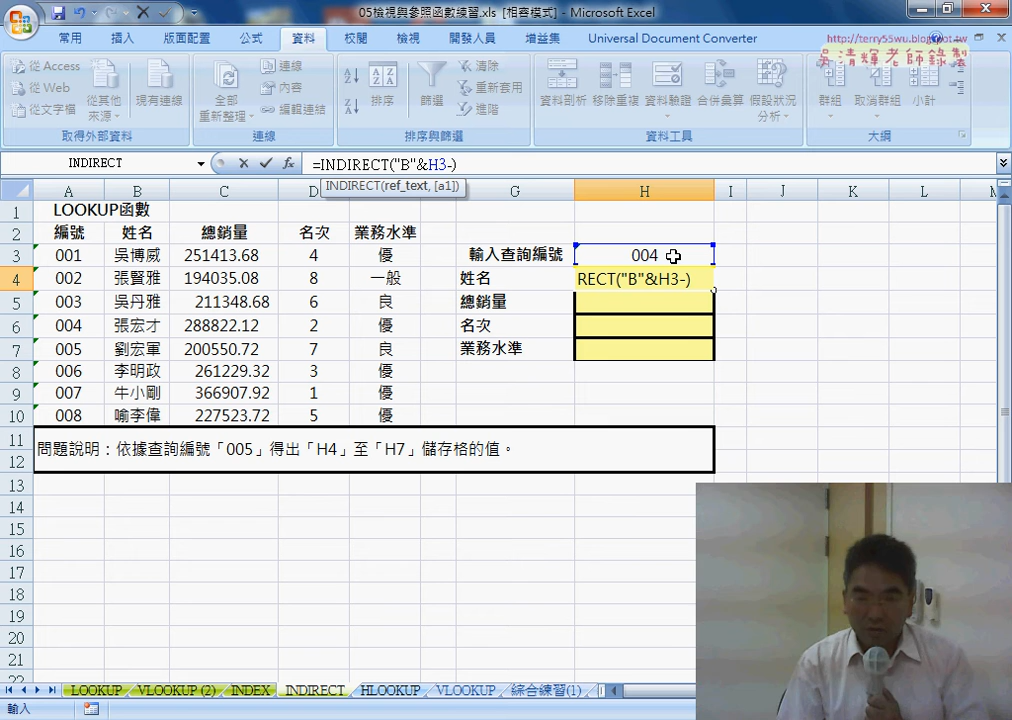 05檢視與參照函數練習.xls [相容模式] - Microsoft Excel
常用 插入 版面配置 公式 資料 校閱 檢視 開發人員 增益集 Universal Document Converter
http://terry55wu.blogspot.tw
吳清輝老師錄製
從 Access
從 Web
從文字檔
從其他來源
現有連線
取得外部資料
全部重新整理
連線
內容
編輯連結
連線
排序
篩選
清除
重新套用
進階
排序與篩選
資料剖析 移除重複 資料驗證 合併彙算 假設狀況分析
資料工具
群組 取消群組 小計
大綱
INDIRECT =INDIRECT("B"&H3-)
INDIRECT(ref_text, [a1])
A B C D G H I J K L M
1 LOOKUP函數
2 編號 姓名 總銷量 名次 業務水準
3 001 吳博威 251413.68 4 優 輸入查詢編號 004
4 002 張賢雅 194035.08 8 一般 姓名 RECT("B"&H3-)
5 003 吳丹雅 211348.68 6 良 總銷量
6 004 張宏才 288822.12 2 優 名次
7 005 劉宏軍 200550.72 7 良 業務水準
8 006 李明政 261229.32 3 優
9 007 牛小剛 366907.92 1 優
10 008 喻李偉 227523.72 5 優
11 問題說明：依據查詢編號「005」得出「H4」至「H7」儲存格的值。
12
13
14
15
16
17
18
19
20
21
22
LOOKUP VLOOKUP (2) INDEX INDIRECT HLOOKUP VLOOKUP 綜合練習(1)
輸入